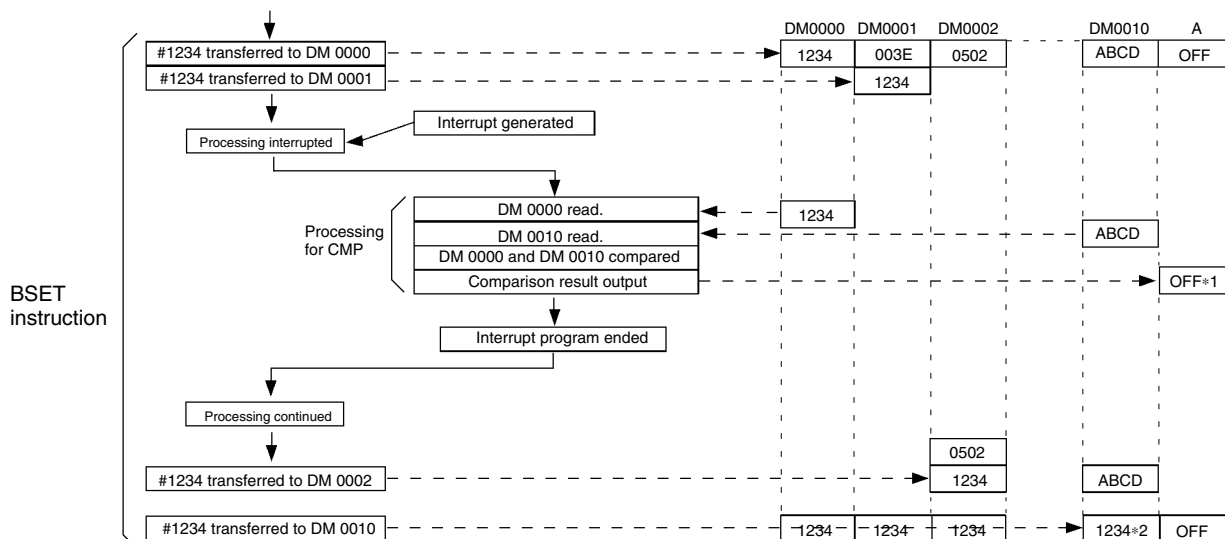 DM0000 DM0001 DM0002 DM0010 A
#1234 transferred to DM 0000 1234 003E 0502 ABCD OFF
#1234 transferred to DM 0001 1234
Interrupt generated
Processing interrupted
DM 0000 read. 1234
Processing
for CMP
DM 0010 read. ABCD
DM 0000 and DM 0010 compared
Comparison result output OFF*1
BSET
instruction
Interrupt program ended
Processing continued
0502
#1234 transferred to DM 0002 1234 ABCD
#1234 transferred to DM 0010 1234 1234 1234 1234*2 OFF